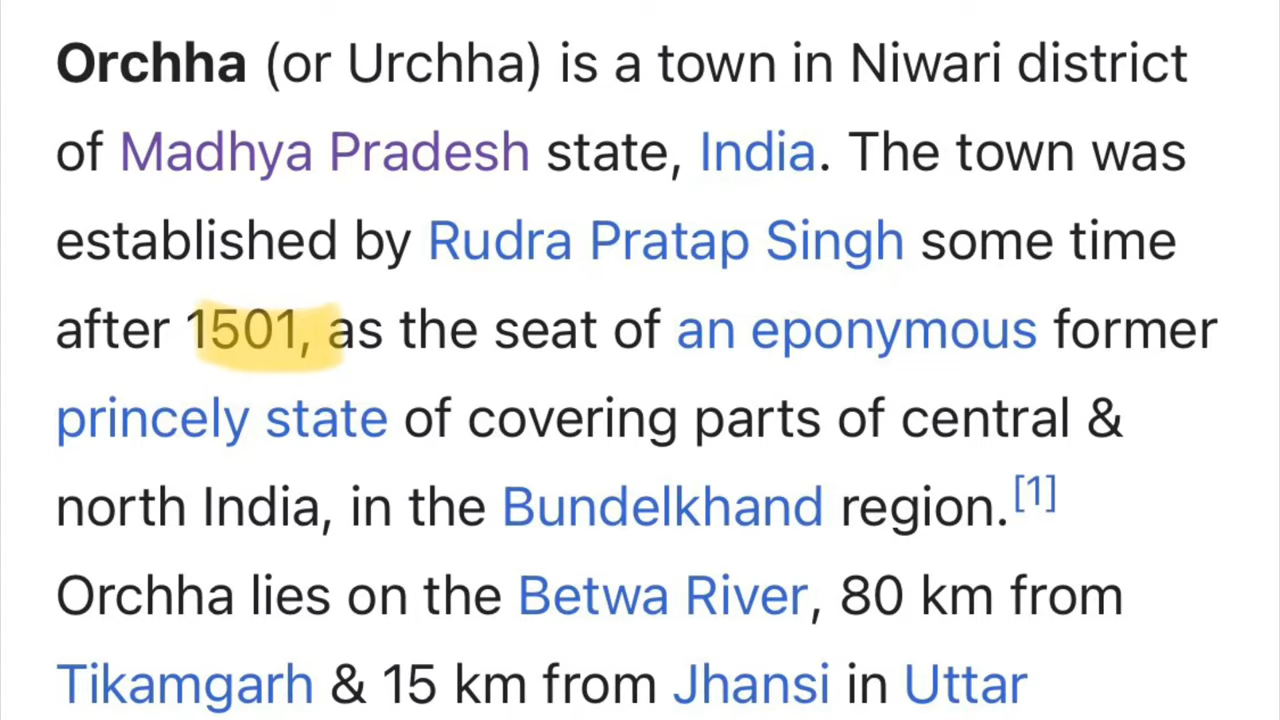 Orchha (or Urchha) is a town in Niwari district
of Madhya Pradesh state, India. The town was
established by Rudra Pratap Singh some time
after 1501, as the seat of an eponymous former
princely state of covering parts of central &
north India, in the Bundelkhand region.[1]
Orchha lies on the Betwa River, 80 km from
Tikamgarh & 15 km from Jhansi in Uttar